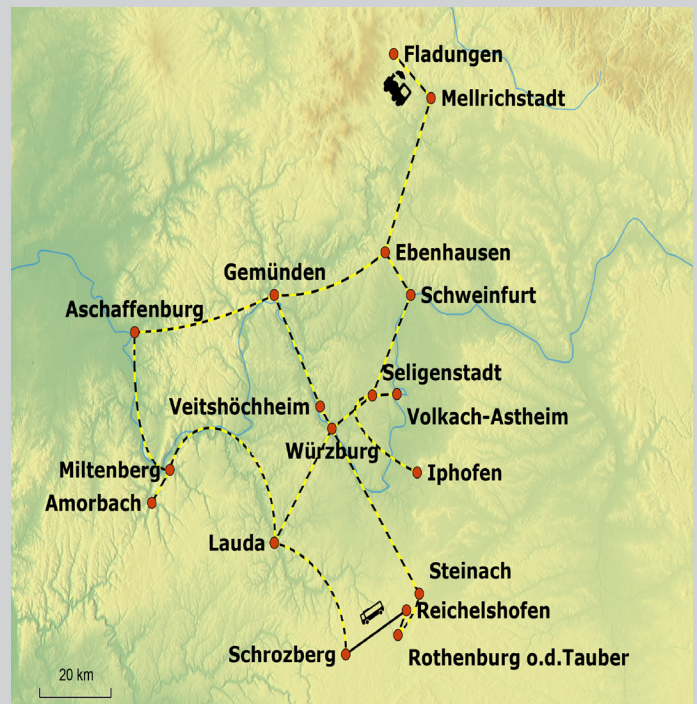 Fladungen
Mellrichstadt
Ebenhausen
Gemünden
Schweinfurt
Aschaffenburg
Seligenstadt
Veitshöchheim
Volkach-Astheim
Würzburg
Miltenberg
Iphofen
Amorbach
Lauda
Steinach
Reichelshofen
Schrozberg
Rothenburg o.d.Tauber
20 km